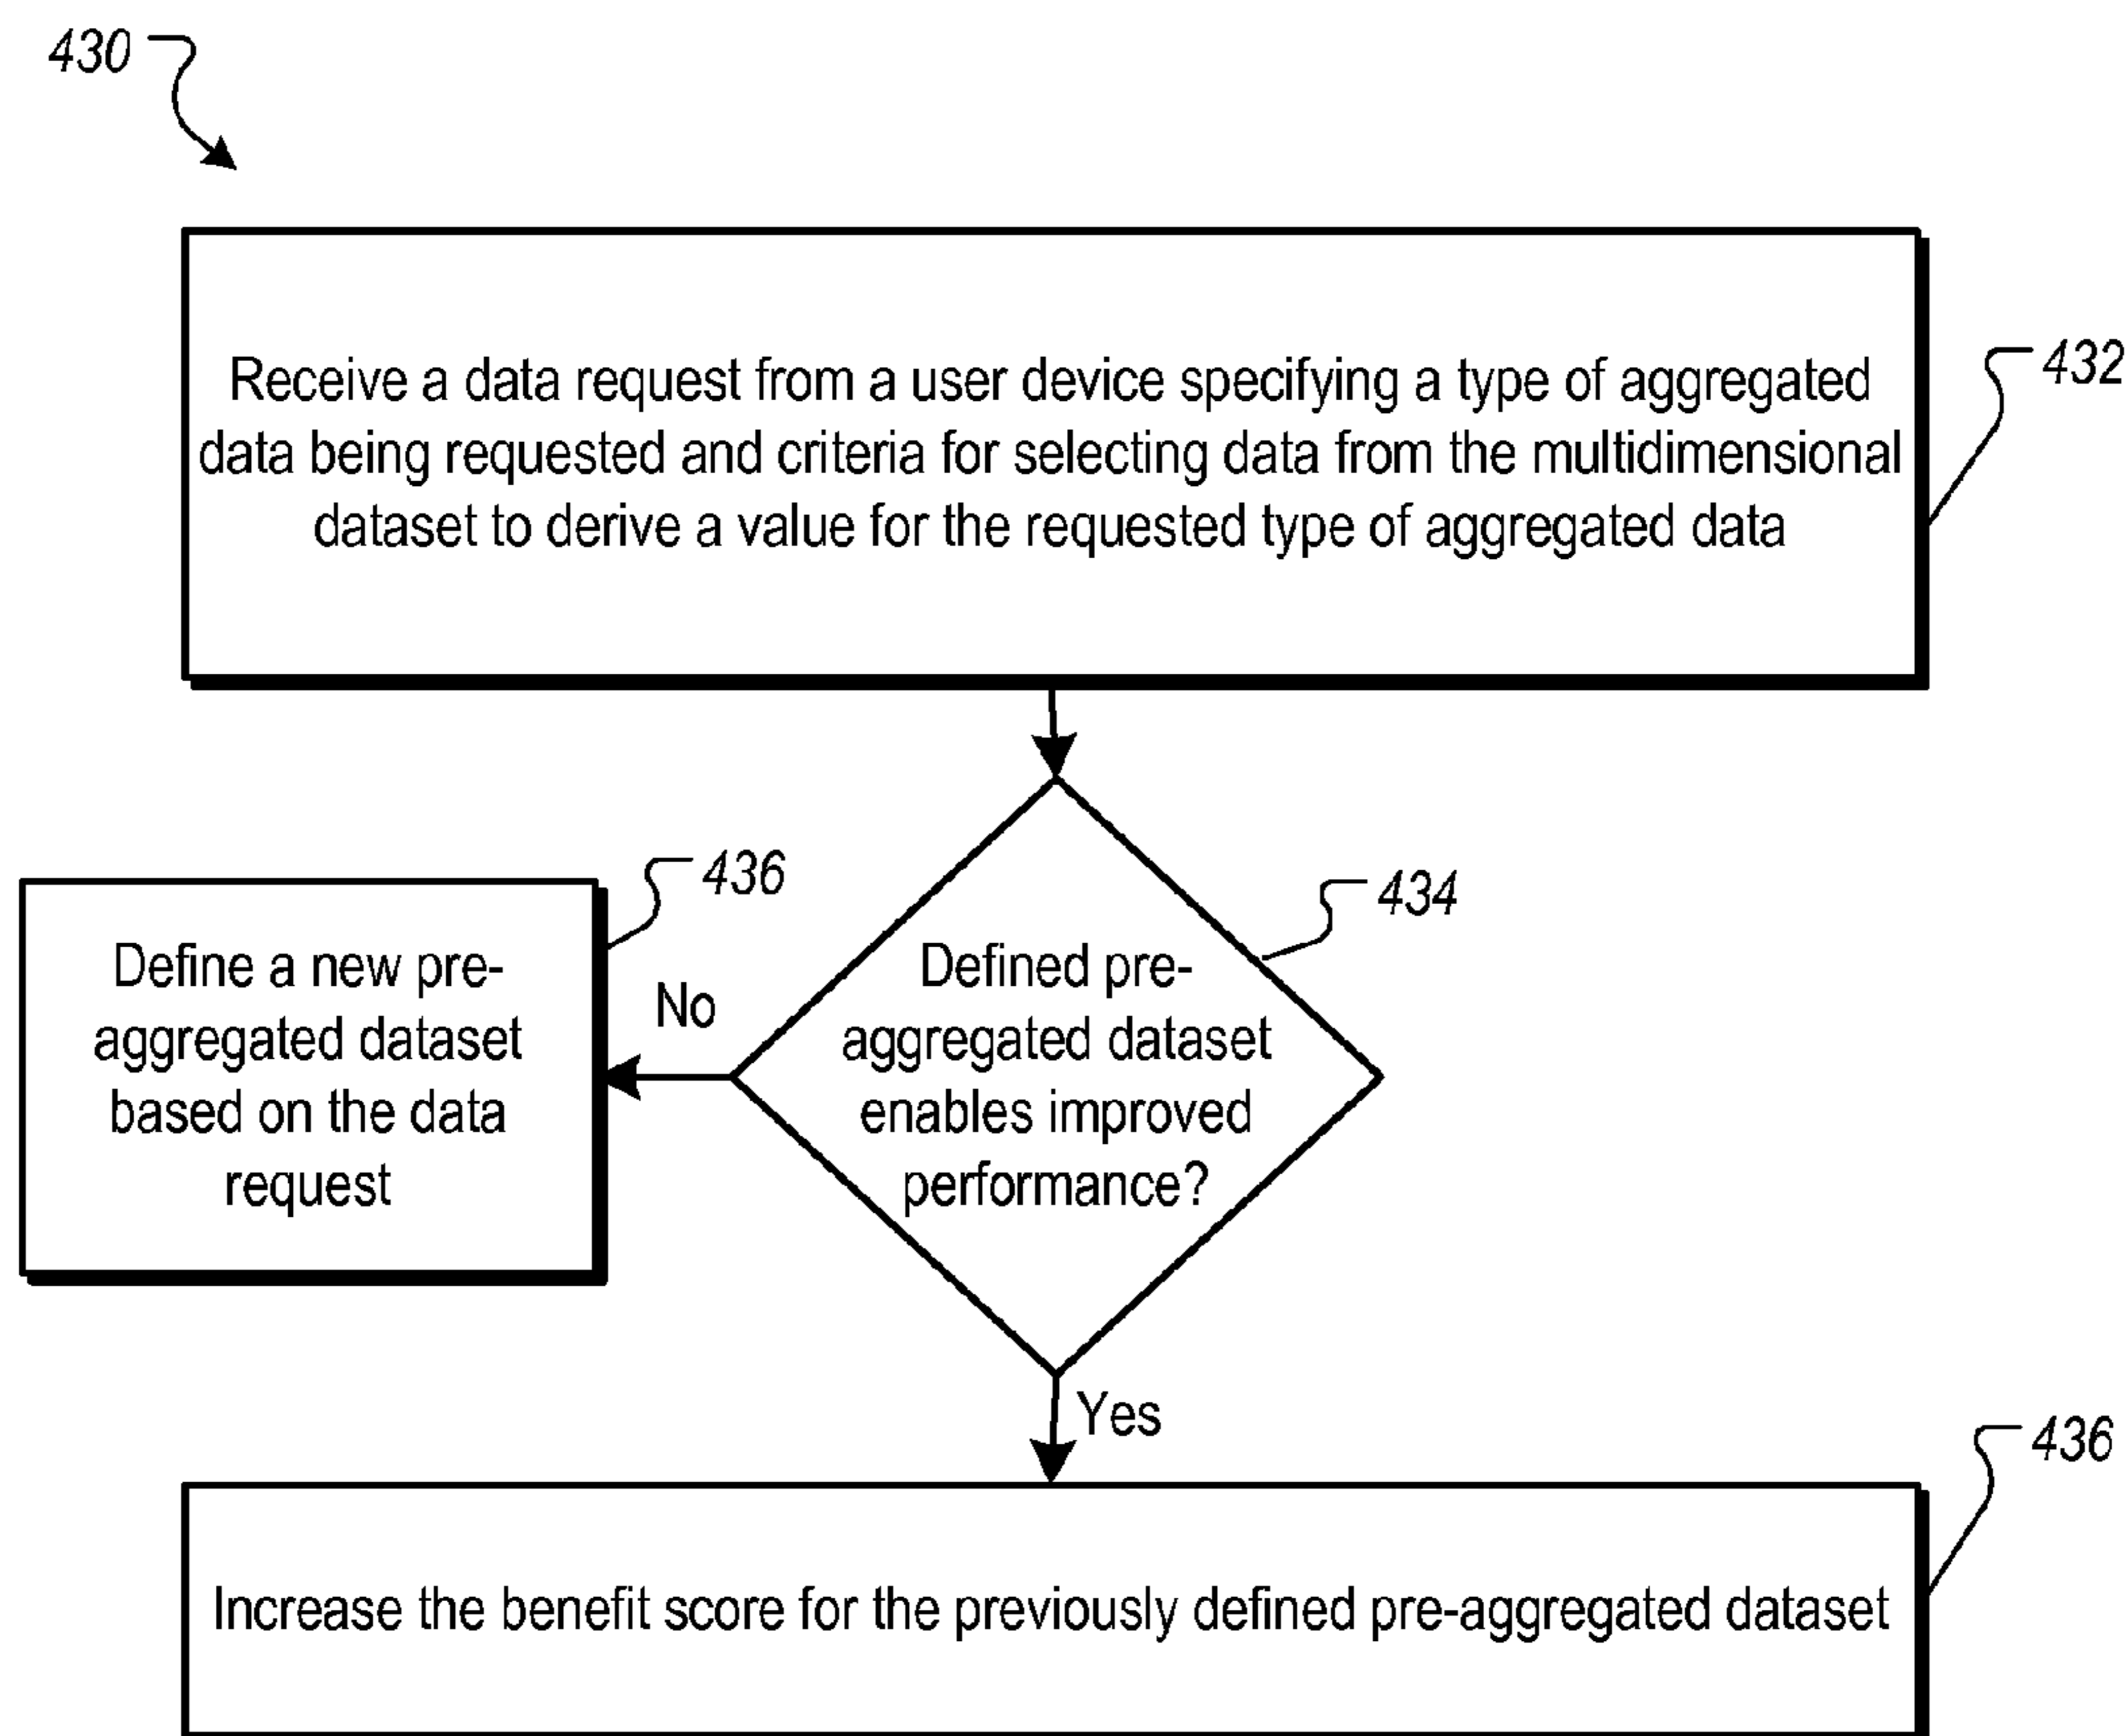 430
Receive a data request from a user device specifying a type of aggregated
data being requested and criteria for selecting data from the multidimensional
dataset to derive a value for the requested type of aggregated data
432
436
Define a new pre-
aggregated dataset
based on the data
request
No
434
Defined pre-
aggregated dataset
enables improved
performance?
Yes
436
Increase the benefit score for the previously defined pre-aggregated dataset